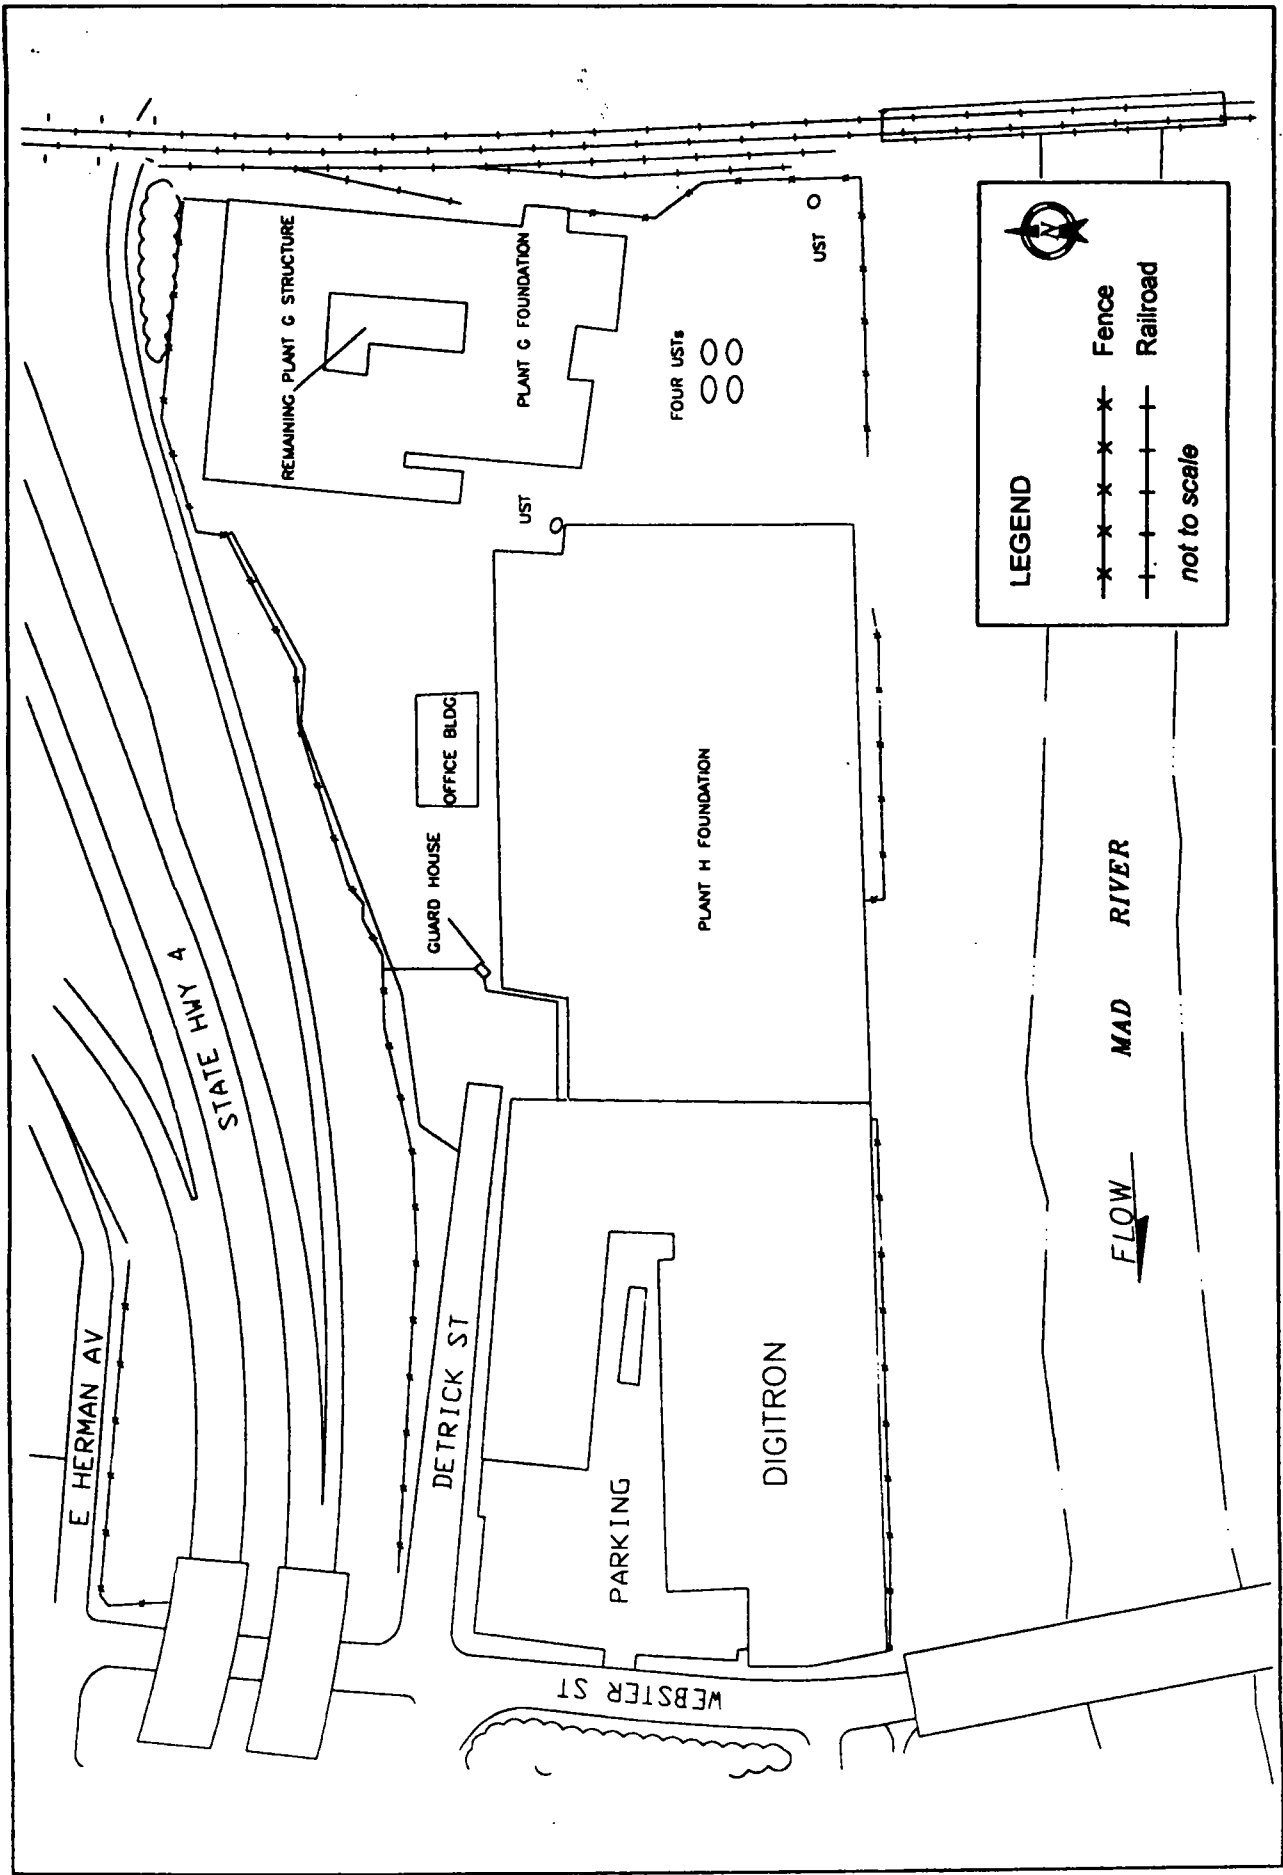 E HERMAN AV
STATE HWY 4
DETRICK ST
WEBSTER ST
PARKING
DIGITRON
GUARD HOUSE
OFFICE BLDG
PLANT H FOUNDATION
REMAINING PLANT G STRUCTURE
PLANT G FOUNDATION
UST
FOUR USTs
UST
FLOW
MAD RIVER
LEGEND
N
Fence
Railroad
not to scale